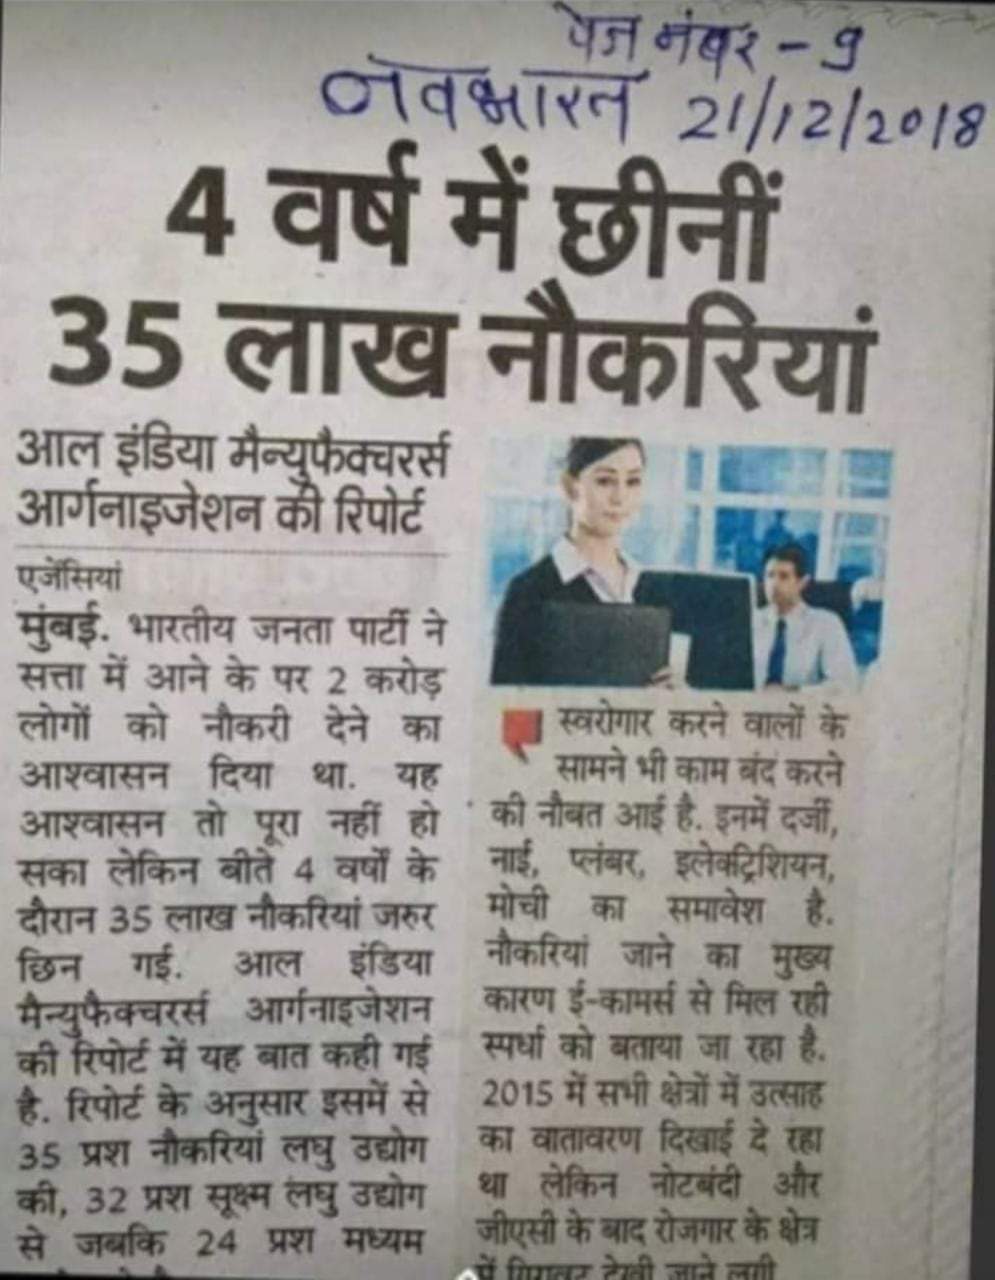 पेज नंबर - 9
नवभारत 21/12/2018
4 वर्ष में छीनीं
35 लाख नौकरियां
आल इंडिया मैन्युफैक्चरर्स
आर्गनाइजेशन की रिपोर्ट
एजेंसियां
मुंबई. भारतीय जनता पार्टी ने
सत्ता में आने के पर 2 करोड़
लोगों को नौकरी देने का
आश्वासन दिया था. यह
आश्वासन तो पूरा नहीं हो
सका लेकिन बीते 4 वर्षों के
दौरान 35 लाख नौकरियां जरुर
छिन गई. आल इंडिया
मैन्युफैक्चरर्स आर्गनाइजेशन
की रिपोर्ट में यह बात कही गई
है. रिपोर्ट के अनुसार इसमें से
35 प्रश नौकरियां लघु उद्योग
की, 32 प्रश सूक्ष्म लघु उद्योग
से जबकि 24 प्रश मध्यम
स्वरोगार करने वालों के
सामने भी काम बंद करने
की नौबत आई है. इनमें दर्जी,
नाई, प्लंबर, इलेक्ट्रिशियन,
मोची का समावेश है.
नौकरियां जाने का मुख्य
कारण ई-कामर्स से मिल रही
स्पर्धा को बताया जा रहा है.
2015 में सभी क्षेत्रों में उत्साह
का वातावरण दिखाई दे रहा
था लेकिन नोटबंदी और
जीएसी के बाद रोजगार के क्षेत्र
में गिरावट देखी जाने लगी